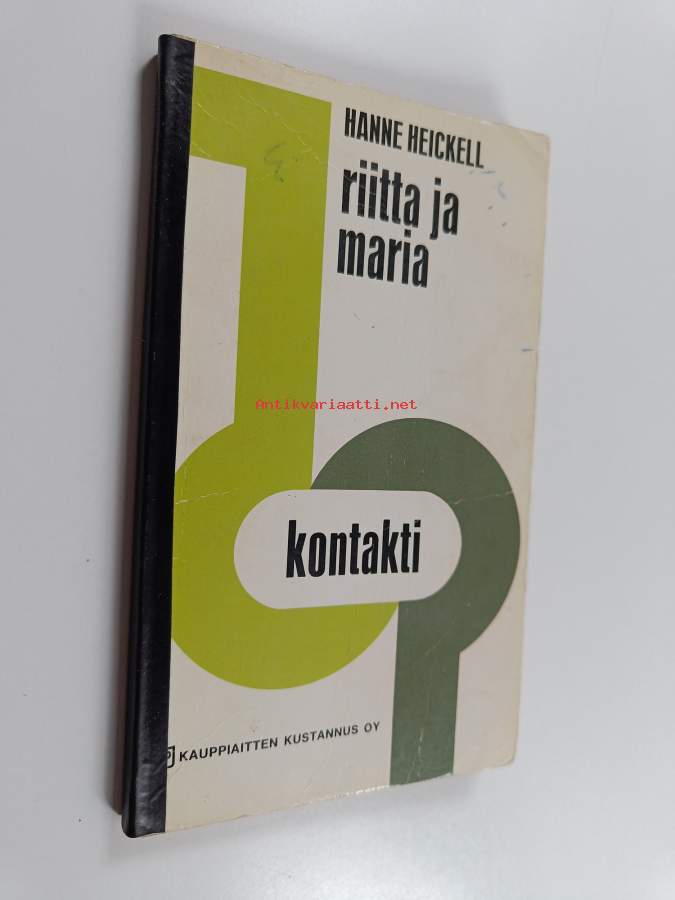 HANNE HEICKELL
riitta ja
maria
Antikvariaatti.net
kontakti
KAUPPIAITTEN KUSTANNUS OY